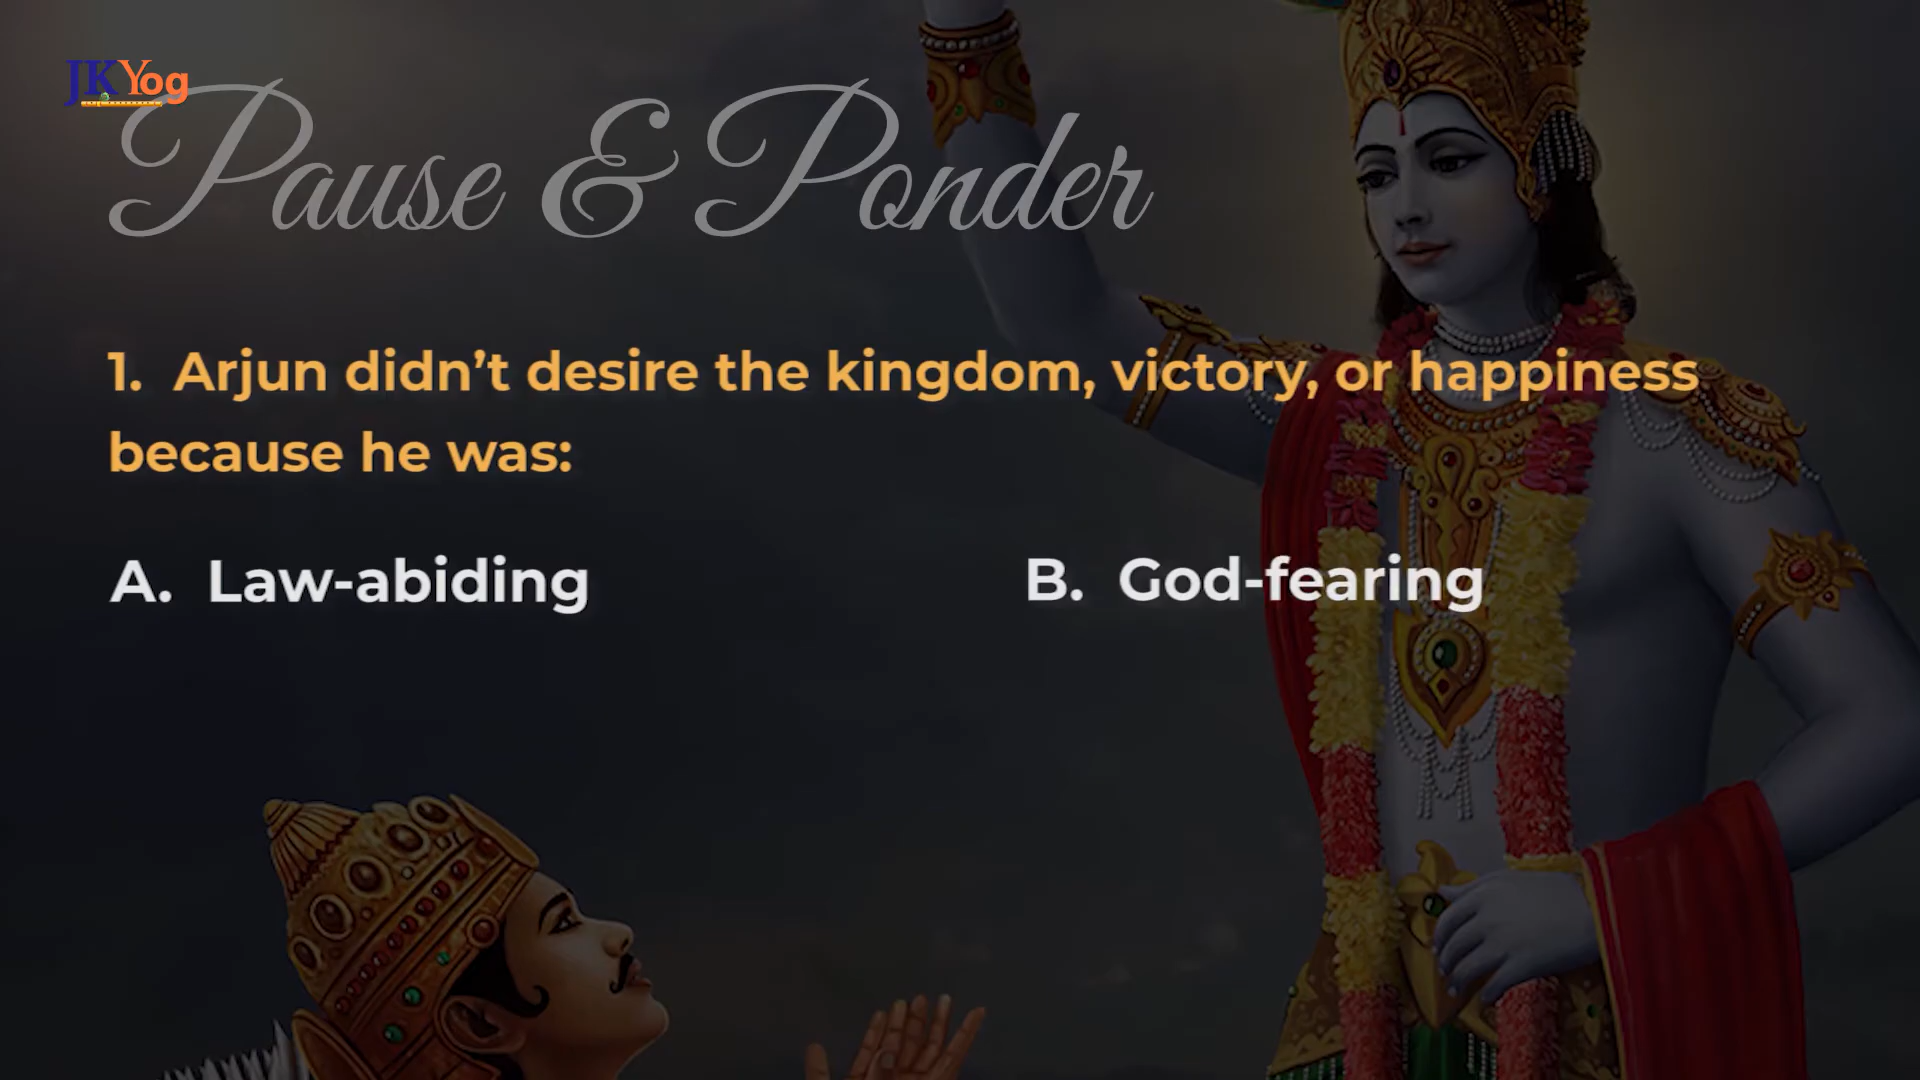 JKYog
Pause & Ponder
1. Arjun didn’t desire the kingdom, victory, or happiness
because he was:
A. Law-abiding
B. God-fearing